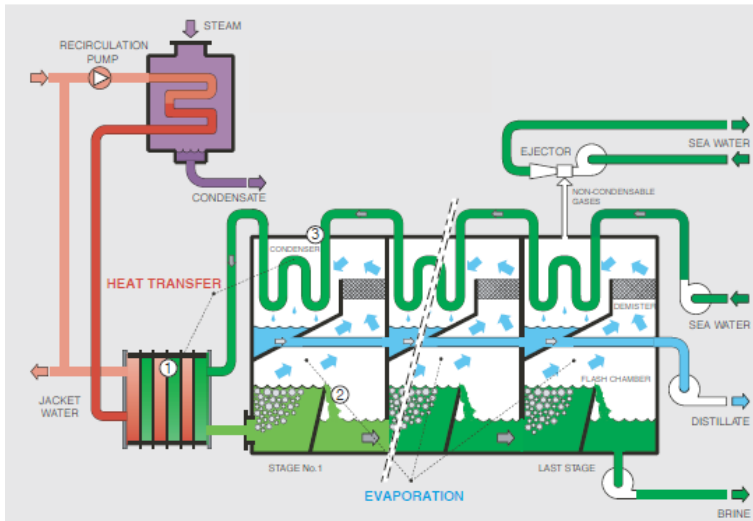 STEAM
RECIRCULATION
PUMP
CONDENSATE
EJECTOR
SEA WATER
NON-CONDENSABLE
GASES
3
CONDENSER
HEAT TRANSFER
DEMISTER
SEA WATER
1
JACKET
WATER
FLASH CHAMBER
2
DISTILLATE
STAGE No.1
LAST STAGE
EVAPORATION
BRINE